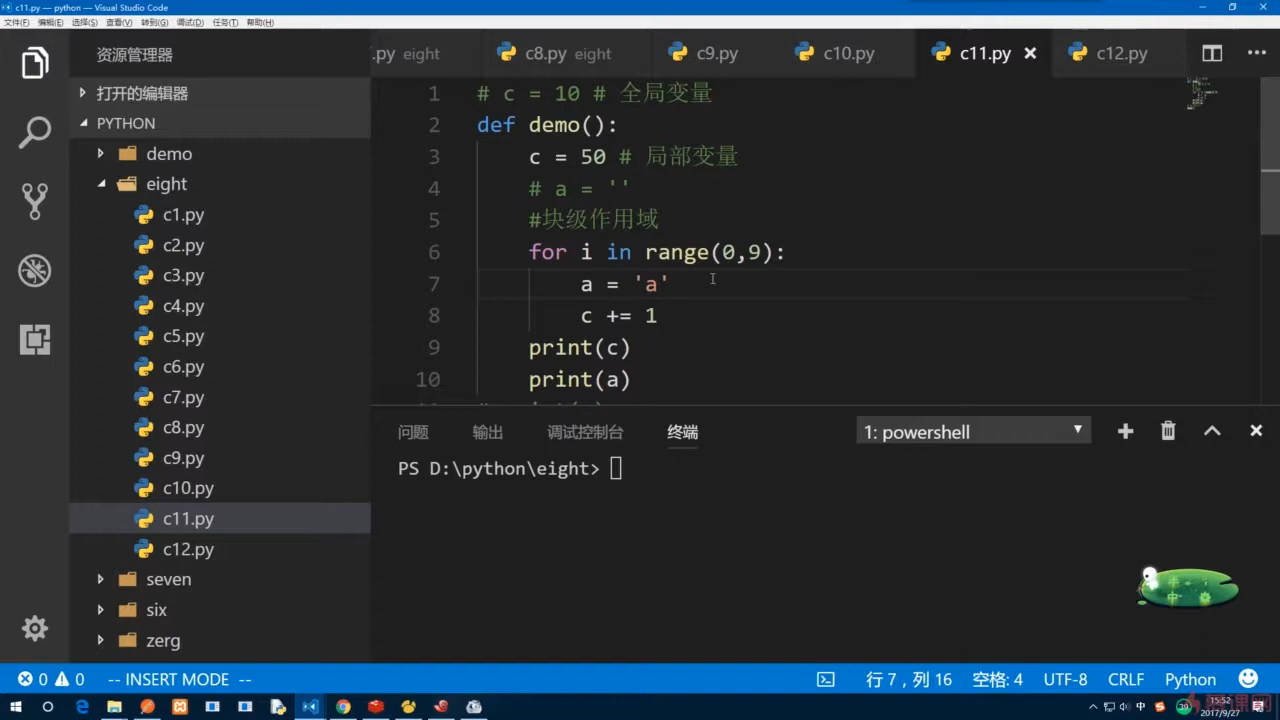 c11.py — python — Visual Studio Code
文件(F) 编辑(E) 选择(S) 查看(V) 转到(G) 调试(D) 任务(T) 帮助(H)
资源管理器
.py eight c8.py eight c9.py c10.py c11.py c12.py
打开的编辑器
PYTHON
demo
eight
c1.py
c2.py
c3.py
c4.py
c5.py
c6.py
c7.py
c8.py
c9.py
c10.py
c11.py
c12.py
seven
six
zerg
1 # c = 10 # 全局变量
2 def demo():
3 c = 50 # 局部变量
4 # a = ''
5 #块级作用域
6 for i in range(0,9):
7 a = 'a'
8 c += 1
9 print(c)
10 print(a)
问题 输出 调试控制台 终端 1: powershell
PS D:\python\eight>
中
0 0 -- INSERT MODE -- 行 7，列 16 空格: 4 UTF-8 CRLF Python
中 39 15:52
2017/9/27